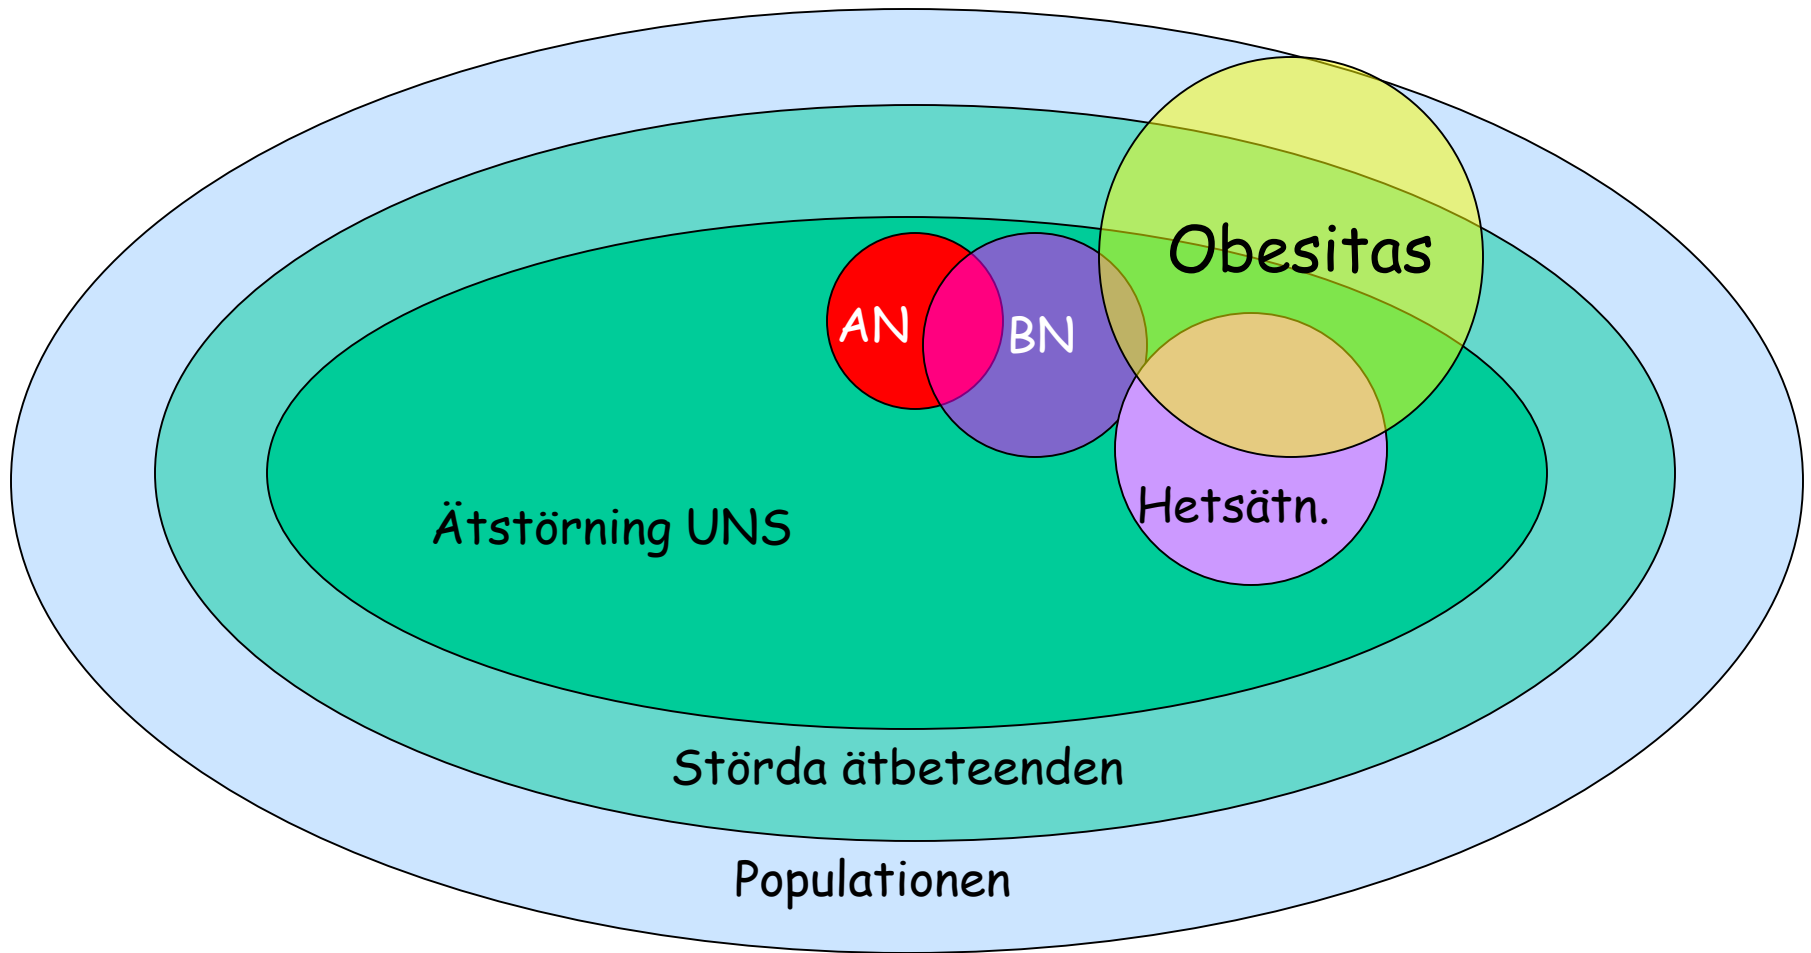 Obesitas
AN
BN
Hetsätn.
Ätstörning UNS
Störda ätbeteenden
Populationen